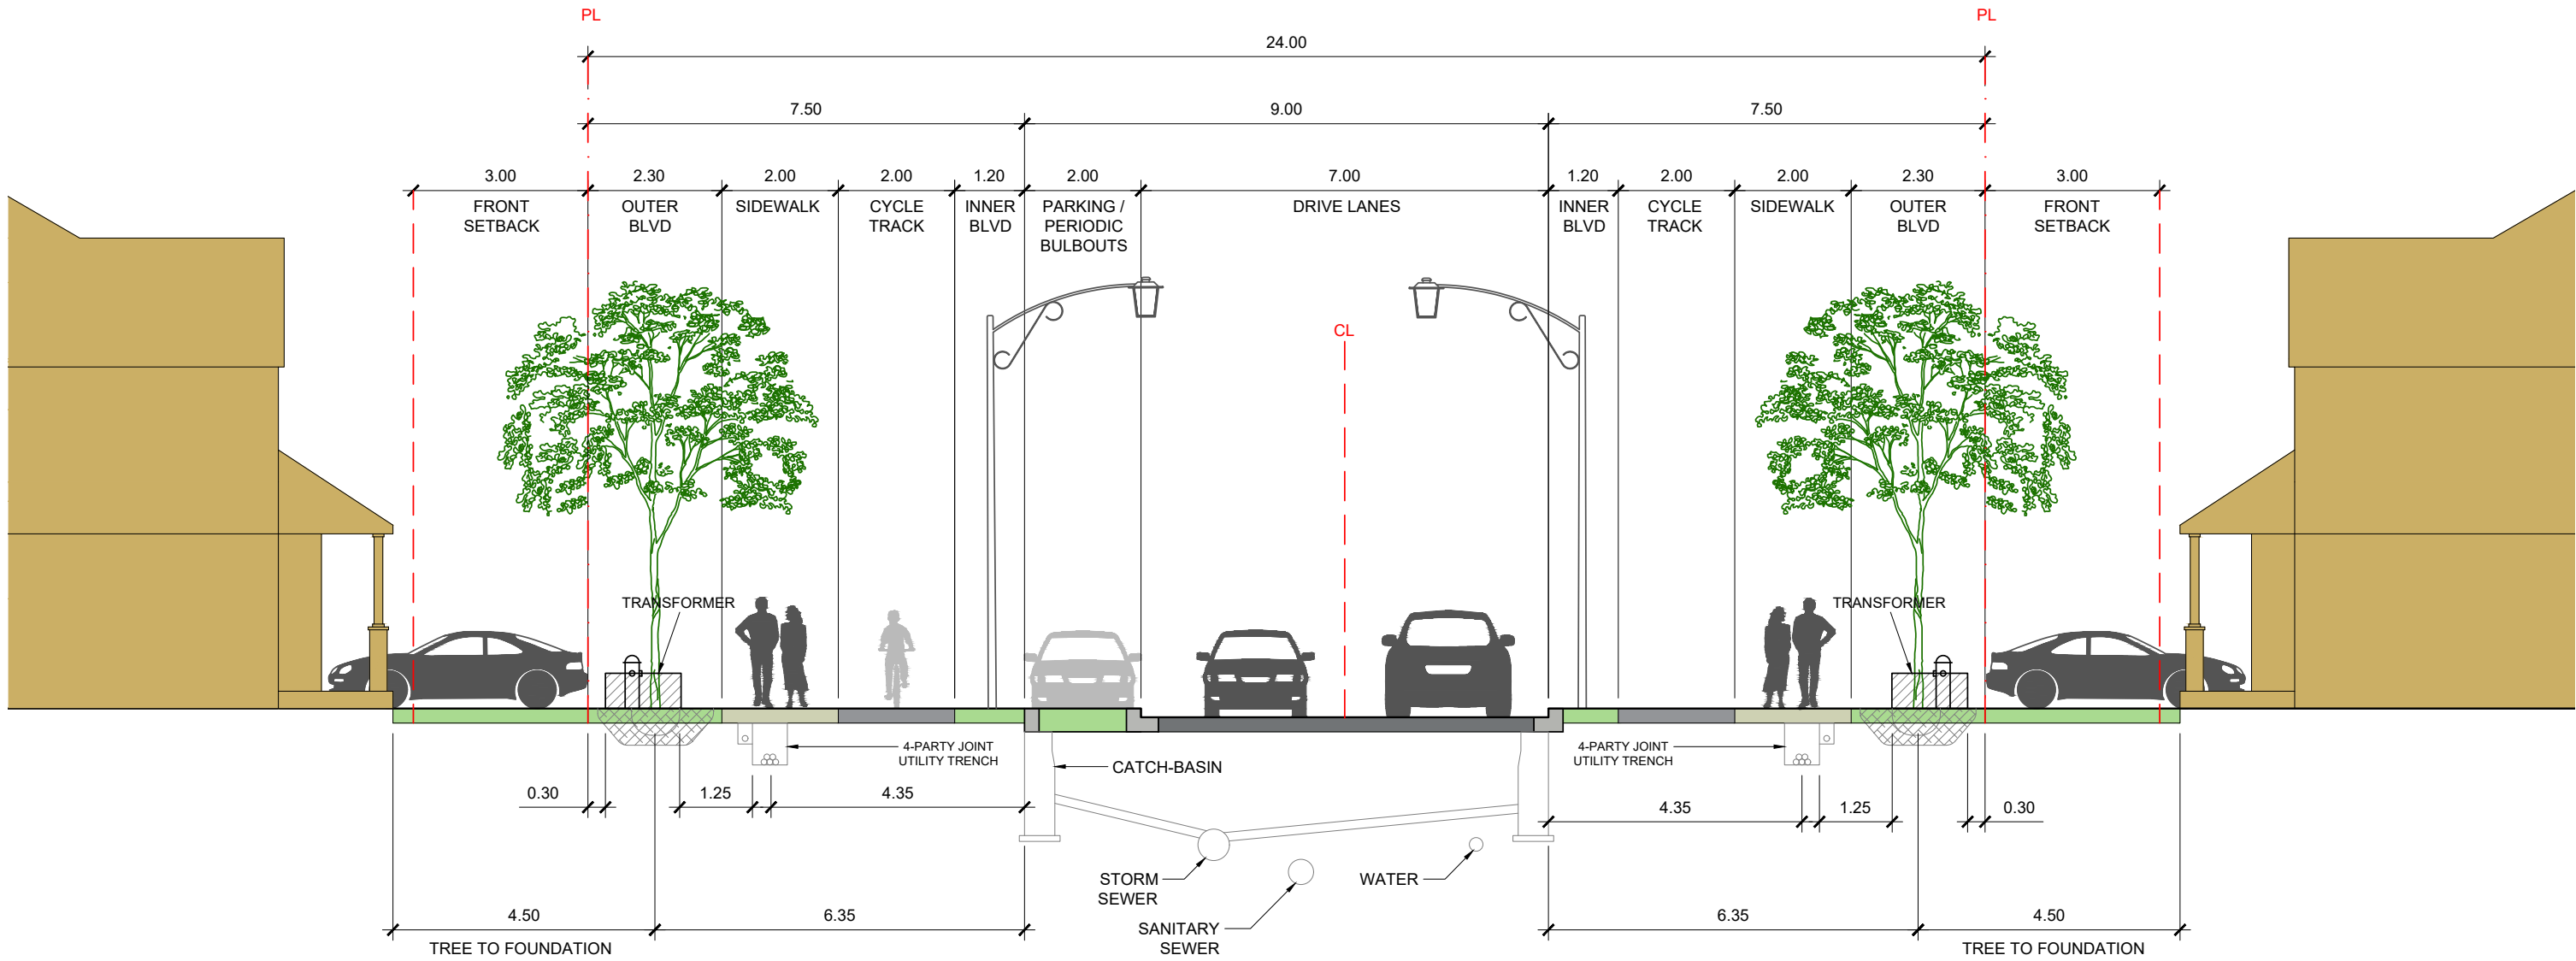 PL
PL
24.00
7.50
9.00
7.50
3.00
2.30
2.00
2.00
1.20
2.00
7.00
1.20
2.00
2.00
2.30
3.00
FRONT
SETBACK
OUTER
BLVD
SIDEWALK
CYCLE
TRACK
INNER
BLVD
PARKING /
PERIODIC
BULBOUTS
DRIVE LANES
INNER
BLVD
CYCLE
TRACK
SIDEWALK
OUTER
BLVD
FRONT
SETBACK
CL
TRANSFORMER
TRANSFORMER
4-PARTY JOINT
UTILITY TRENCH
CATCH-BASIN
4-PARTY JOINT
UTILITY TRENCH
0.30
1.25
4.35
4.35
1.25
0.30
STORM
SEWER
SANITARY
SEWER
WATER
4.50
6.35
6.35
4.50
TREE TO FOUNDATION
TREE TO FOUNDATION